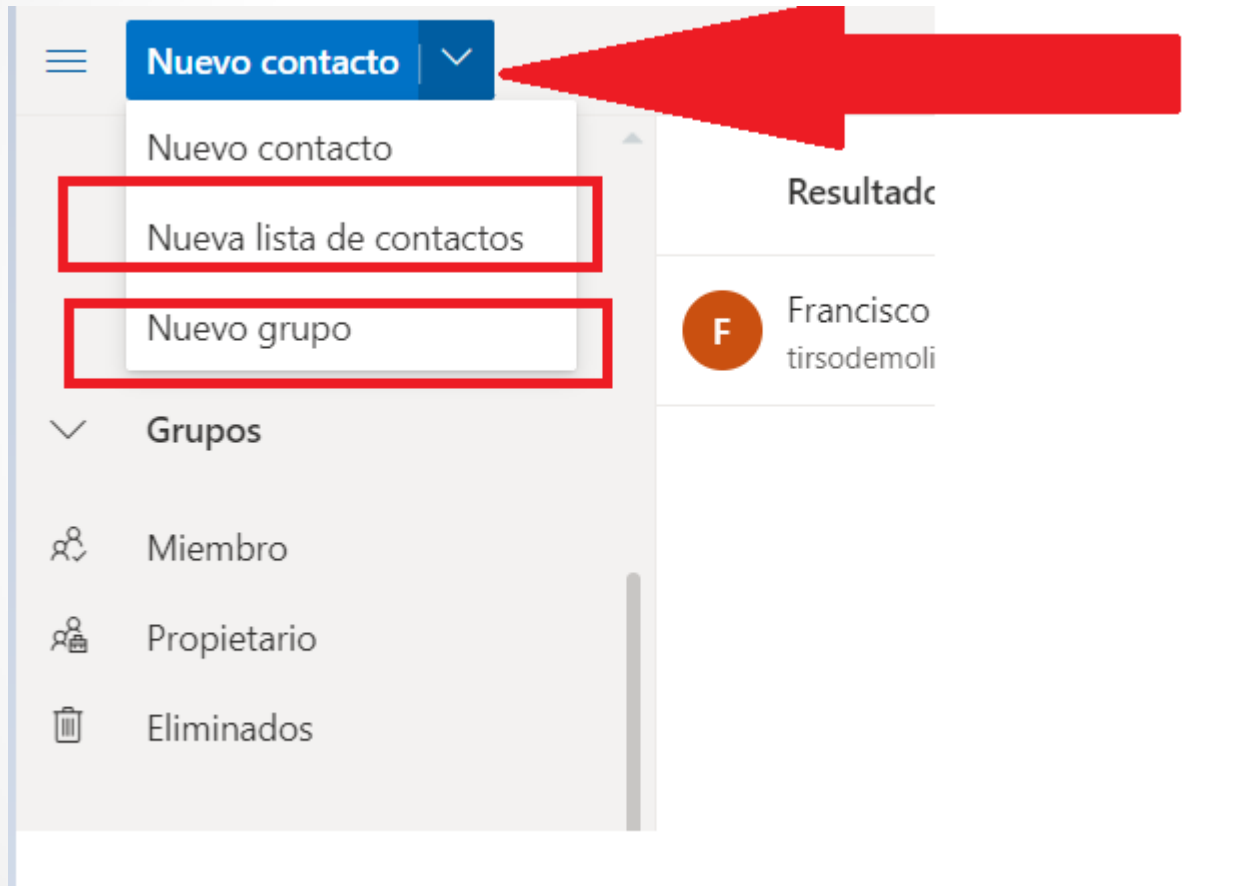 Nuevo contacto
Nuevo contacto
Nueva lista de contactos
Nuevo grupo
Grupos
Miembro
Propietario
Eliminados
Resultado
Francisco
tirsodemoli
F